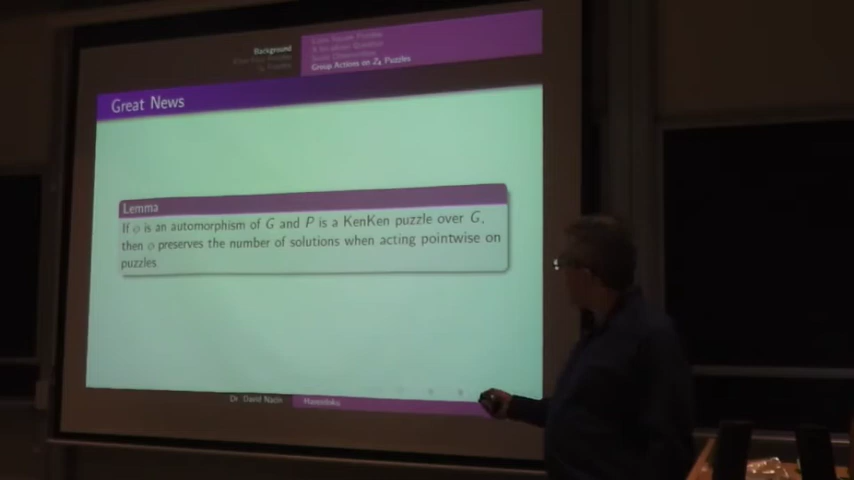 Background
Group Actions on Z4 Puzzles
Great News
Lemma
If φ is an automorphism of G and P is a KenKen puzzle over G,
then φ preserves the number of solutions when acting pointwise on
puzzles.
Dr. David Nacin